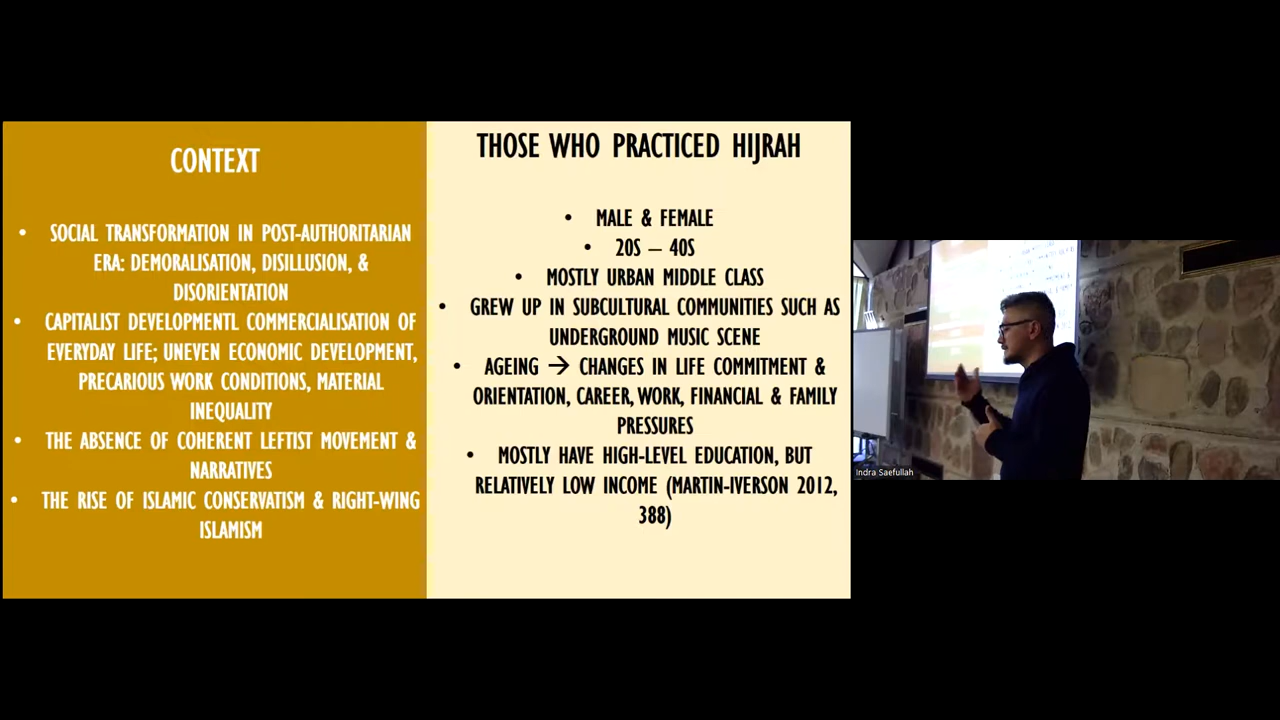 CONTEXT
• SOCIAL TRANSFORMATION IN POST-AUTHORITARIAN
ERA: DEMORALISATION, DISILLUSION, &
DISORIENTATION
• CAPITALIST DEVELOPMENTL COMMERCIALISATION OF
EVERYDAY LIFE; UNEVEN ECONOMIC DEVELOPMENT,
PRECARIOUS WORK CONDITIONS, MATERIAL
INEQUALITY
• THE ABSENCE OF COHERENT LEFTIST MOVEMENT &
NARRATIVES
• THE RISE OF ISLAMIC CONSERVATISM & RIGHT-WING
ISLAMISM
THOSE WHO PRACTICED HIJRAH
• MALE & FEMALE
• 20S – 40S
• MOSTLY URBAN MIDDLE CLASS
• GREW UP IN SUBCULTURAL COMMUNITIES SUCH AS
UNDERGROUND MUSIC SCENE
• AGEING → CHANGES IN LIFE COMMITMENT &
ORIENTATION, CAREER, WORK, FINANCIAL & FAMILY
PRESSURES
• MOSTLY HAVE HIGH-LEVEL EDUCATION, BUT
RELATIVELY LOW INCOME (MARTIN-IVERSON 2012,
388)
Indra Saefullah